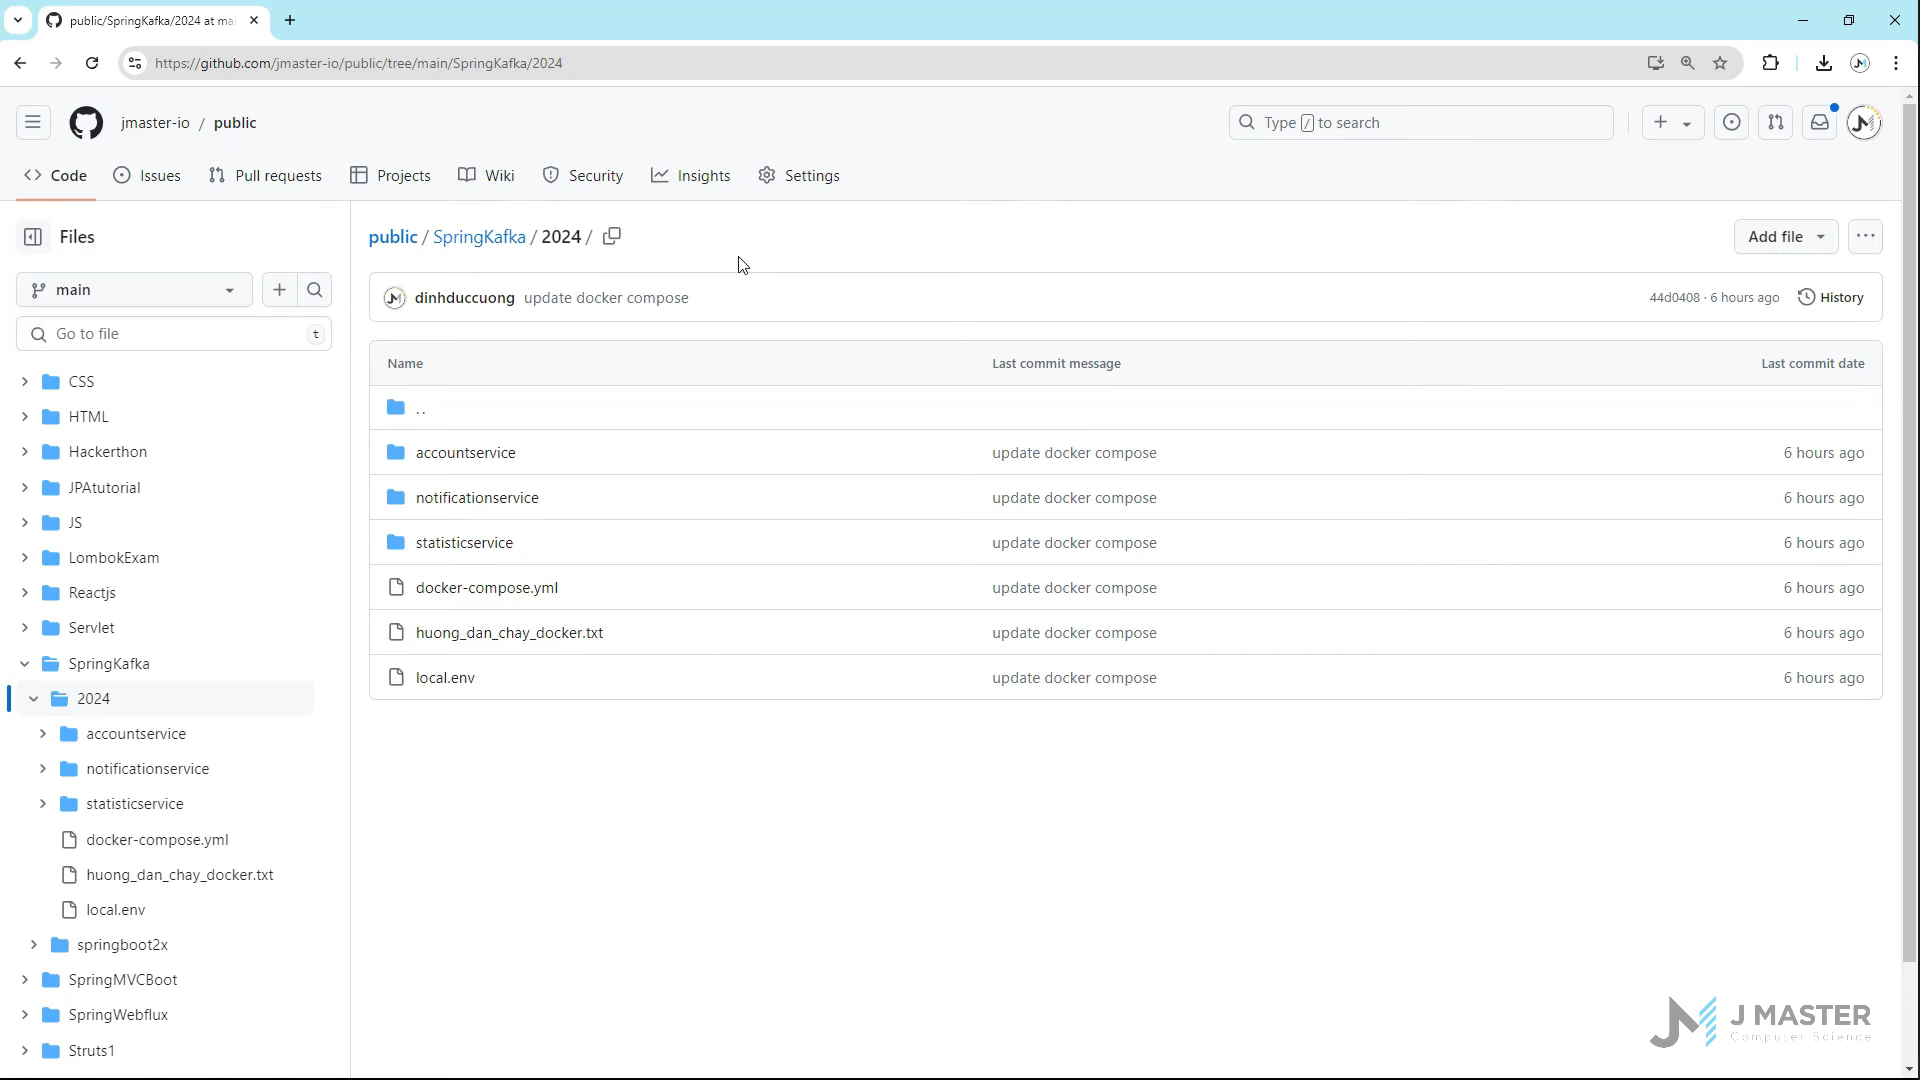 public/SpringKafka/2024 at mai
https://github.com/jmaster-io/public/tree/main/SpringKafka/2024
jmaster-io / public
Type / to search
Code
Issues
Pull requests
Projects
Wiki
Security
Insights
Settings
Files
public / SpringKafka / 2024 /
Add file
main
dinhduccuong update docker compose
44d0408 · 6 hours ago
History
Go to file
t
Name
Last commit message
Last commit date
..
accountservice update docker compose 6 hours ago
notificationservice update docker compose 6 hours ago
statisticservice update docker compose 6 hours ago
docker-compose.yml update docker compose 6 hours ago
huong_dan_chay_docker.txt update docker compose 6 hours ago
local.env update docker compose 6 hours ago
CSS
HTML
Hackerthon
JPAtutorial
JS
LombokExam
Reactjs
Servlet
SpringKafka
2024
accountservice
notificationservice
statisticservice
docker-compose.yml
huong_dan_chay_docker.txt
local.env
springboot2x
SpringMVCBoot
SpringWebflux
Struts1
J MASTER
Computer Science